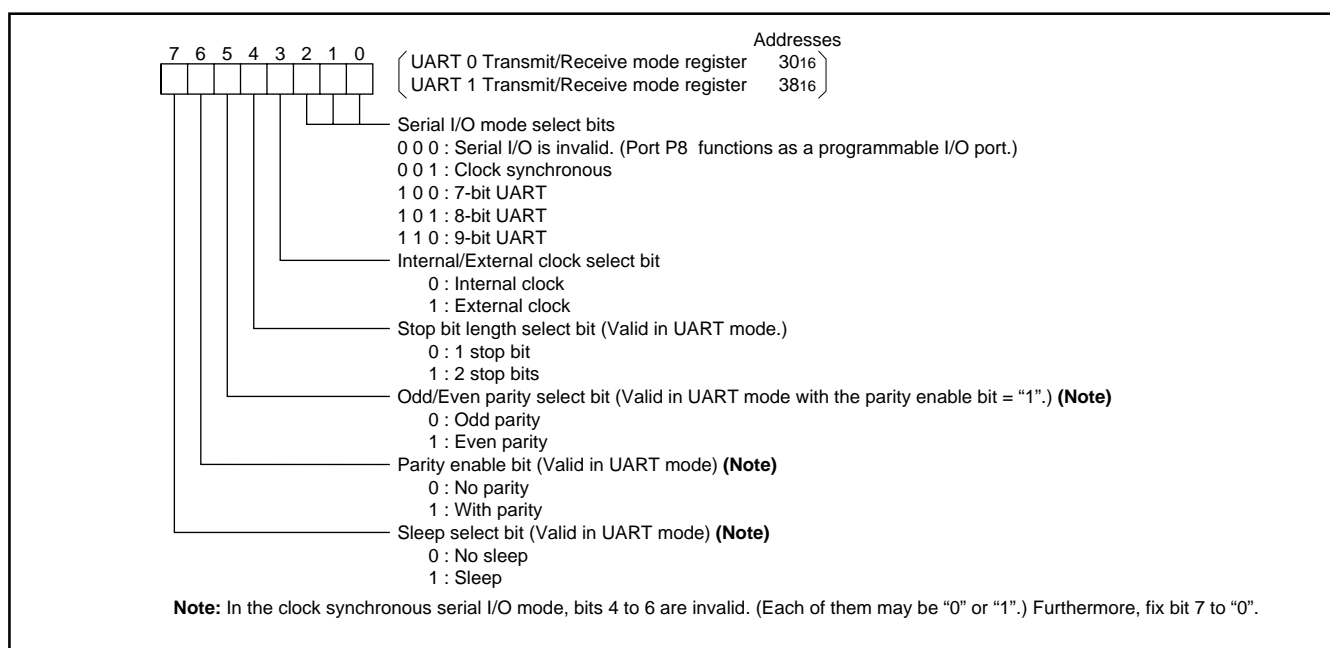 Addresses
7 6 5 4 3 2 1 0
UART 0 Transmit/Receive mode register 3016
UART 1 Transmit/Receive mode register 3816
Serial I/O mode select bits
0 0 0 : Serial I/O is invalid. (Port P8 functions as a programmable I/O port.)
0 0 1 : Clock synchronous
1 0 0 : 7-bit UART
1 0 1 : 8-bit UART
1 1 0 : 9-bit UART
Internal/External clock select bit
0 : Internal clock
1 : External clock
Stop bit length select bit (Valid in UART mode.)
0 : 1 stop bit
1 : 2 stop bits
Odd/Even parity select bit (Valid in UART mode with the parity enable bit = “1”.) (Note)
0 : Odd parity
1 : Even parity
Parity enable bit (Valid in UART mode) (Note)
0 : No parity
1 : With parity
Sleep select bit (Valid in UART mode) (Note)
0 : No sleep
1 : Sleep
Note: In the clock synchronous serial I/O mode, bits 4 to 6 are invalid. (Each of them may be “0” or “1”.) Furthermore, fix bit 7 to “0”.